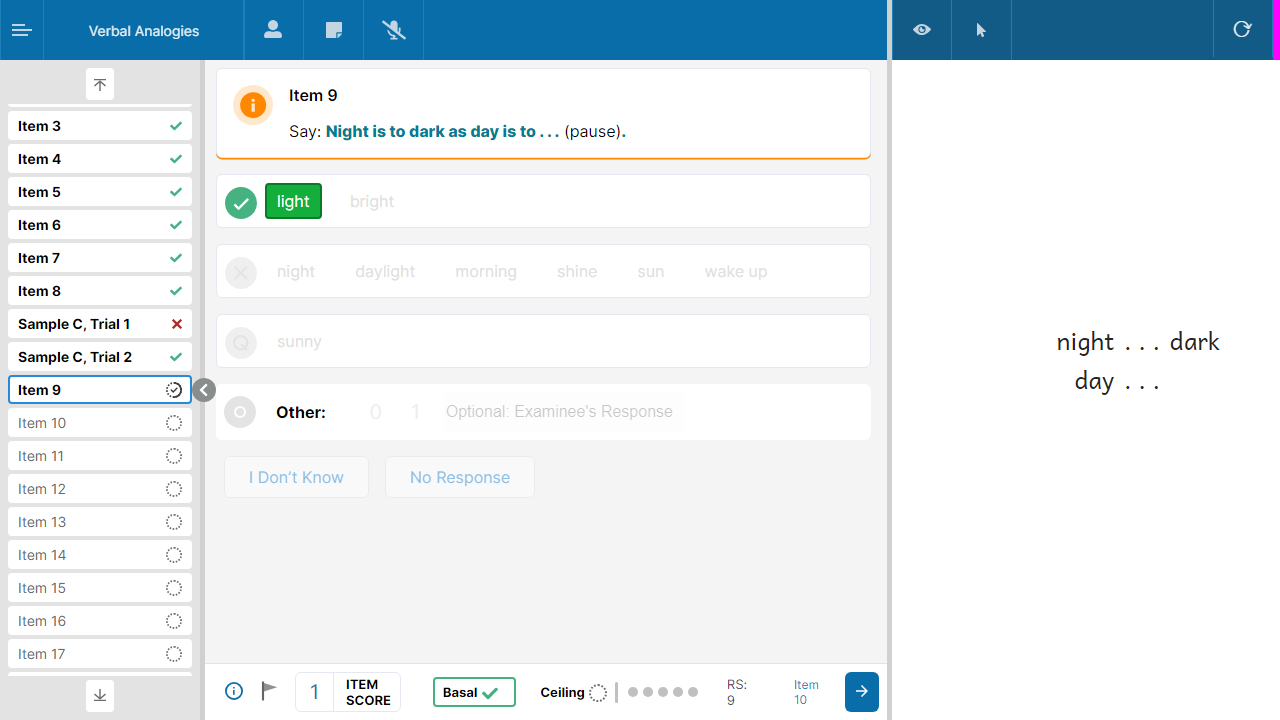 Verbal Analogies
Item 3
Item 4
Item 5
Item 6
Item 7
Item 8
Sample C, Trial 1
Sample C, Trial 2
Item 9
Item 10
Item 11
Item 12
Item 13
Item 14
Item 15
Item 16
Item 17
Item 9
Say: Night is to dark as day is to . . . (pause).
light bright
night daylight morning shine sun wake up
Q sunny
Other: 0 1 Optional: Examinee's Response
I Don't Know No Response
1 ITEM SCORE Basal Ceiling RS: 9 Item 10
night . . . dark
day . . .